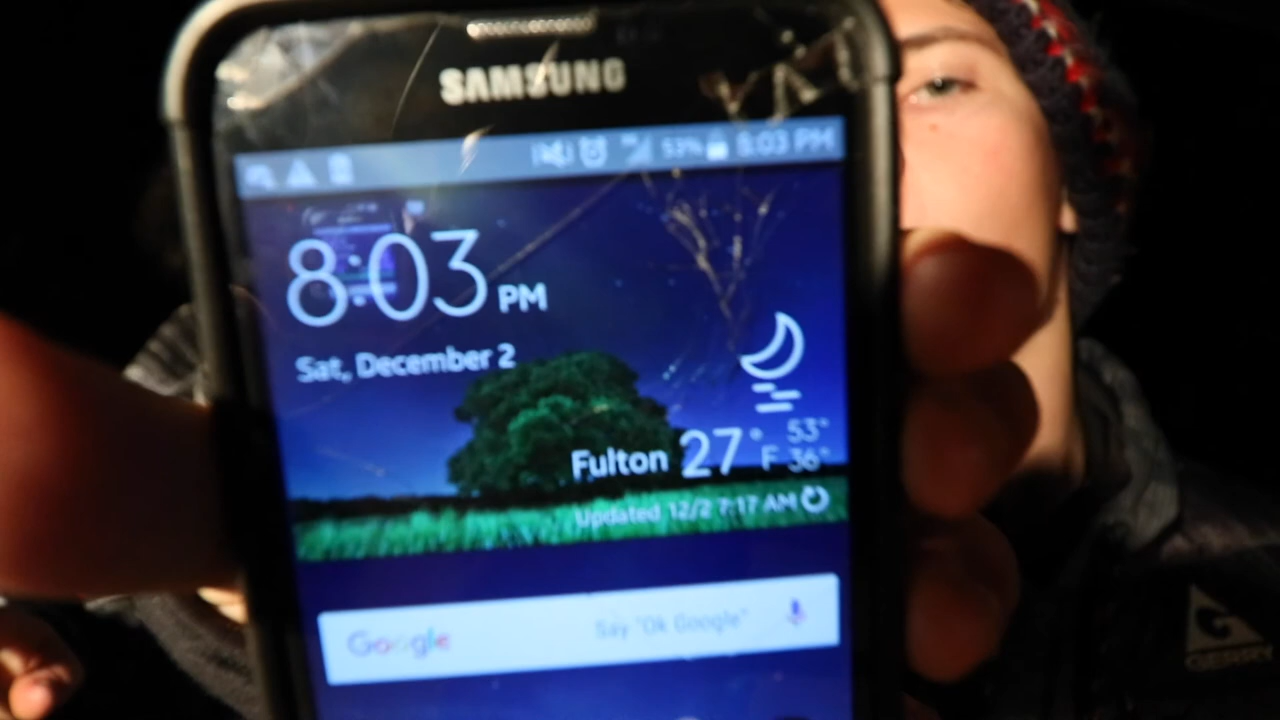 SAMSUNG
53% 8:03 PM
8:03 PM
Sat, December 2
53°
Fulton 27° F 36°
Updated 12/2 7:17 AM
Google Say "Ok Google"
GERRY